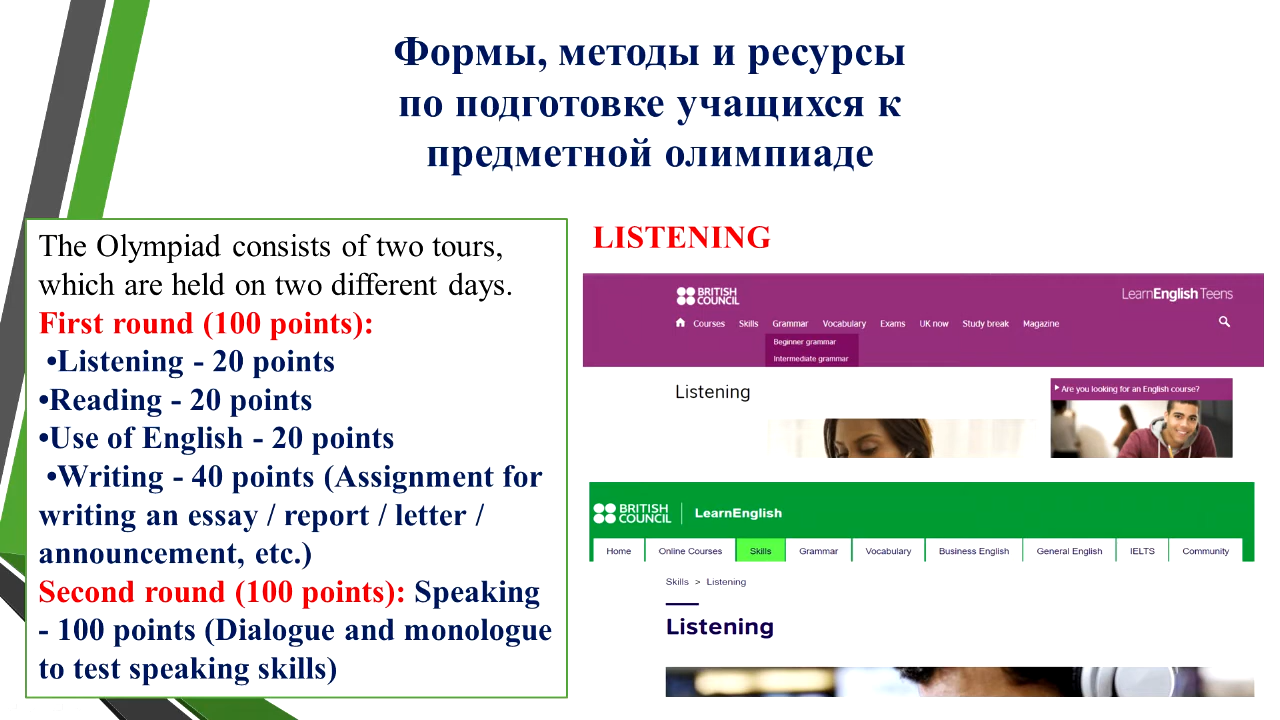 Формы, методы и ресурсы
по подготовке учащихся к
предметной олимпиаде
The Olympiad consists of two tours,
which are held on two different days.
First round (100 points):
•Listening - 20 points
•Reading - 20 points
•Use of English - 20 points
•Writing - 40 points (Assignment for
writing an essay / report / letter /
announcement, etc.)
Second round (100 points): Speaking
- 100 points (Dialogue and monologue
to test speaking skills)
LISTENING
BRITISH
COUNCIL
LearnEnglish Teens
Courses Skills Grammar Vocabulary Exams UK now Study break Magazine
Beginner grammar
Intermediate grammar
Listening
Are you looking for an English course?
BRITISH
COUNCIL
LearnEnglish
Home Online Courses Skills Grammar Vocabulary Business English General English IELTS Community
Skills > Listening
Listening